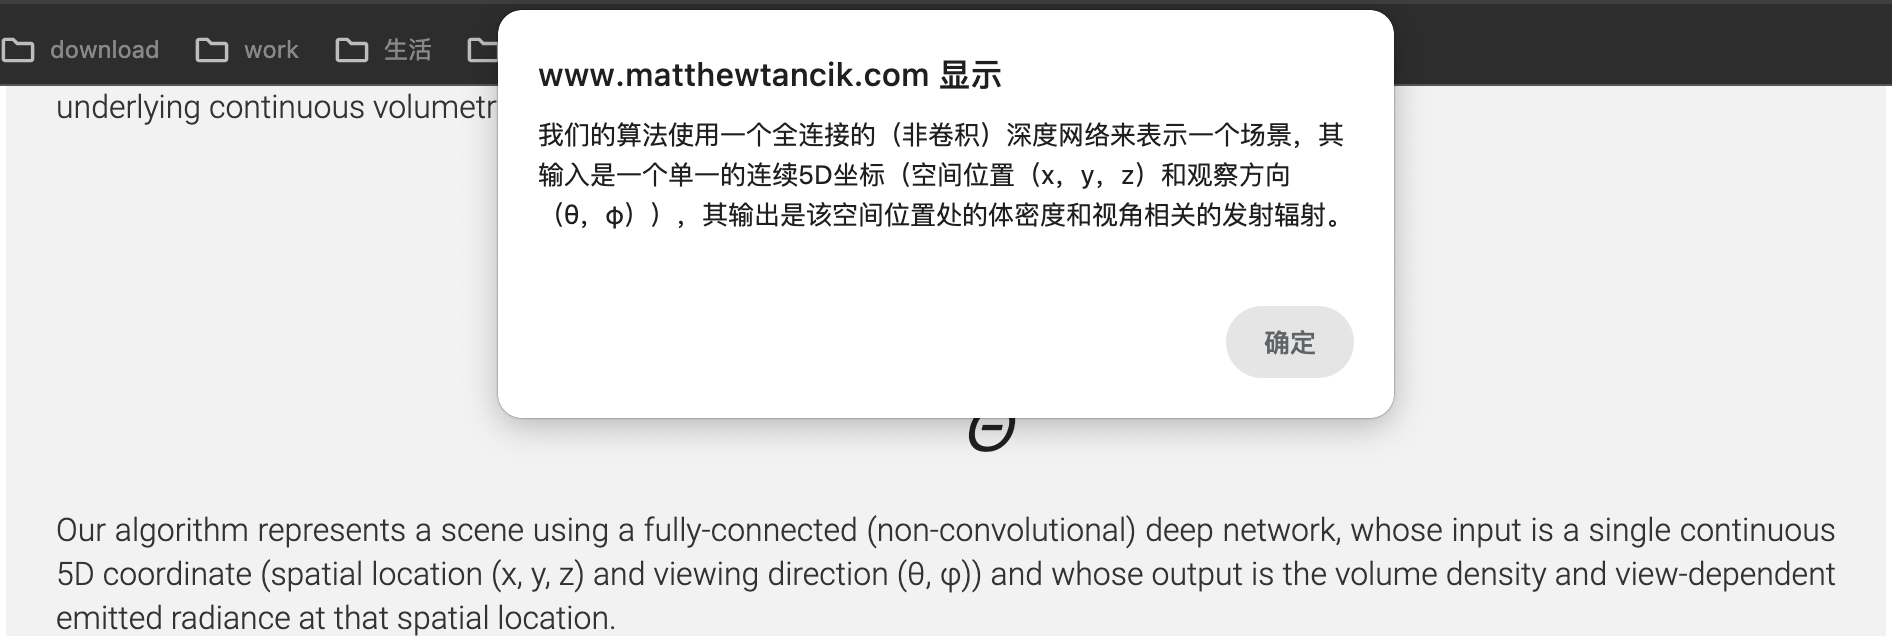 download work 生活
www.matthewtancik.com 显示
我们的算法使用一个全连接的（非卷积）深度网络来表示一个场景，其
输入是一个单一的连续5D坐标（空间位置（x，y，z）和观察方向
（θ，φ）），其输出是该空间位置处的体密度和视角相关的发射辐射。
确定
underlying continuous
Our algorithm represents a scene using a fully-connected (non-convolutional) deep network, whose input is a single continuous
5D coordinate (spatial location (x, y, z) and viewing direction (θ, φ)) and whose output is the volume density and view-dependent
emitted radiance at that spatial location.